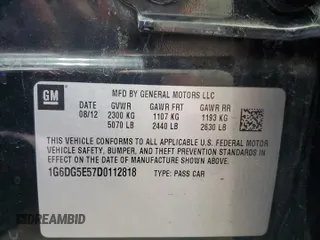 GM
MFD BY GENERAL MOTORS LLC
DATE GVWR GAWR FRT GAWR RR
08/12 2300 KG 1107 KG 1193 KG
5070 LB 2440 LB 2630 LB
THIS VEHICLE CONFORMS TO ALL APPLICABLE U.S. FEDERAL MOTOR
VEHICLE SAFETY, BUMPER, AND THEFT PREVENTION
STANDARDS IN EFFECT ON THE
DATE OF MANUFACTURE SHOWN ABOVE.
1G6DG5E57D0112818 TYPE: PASS CAR
DREAMBID